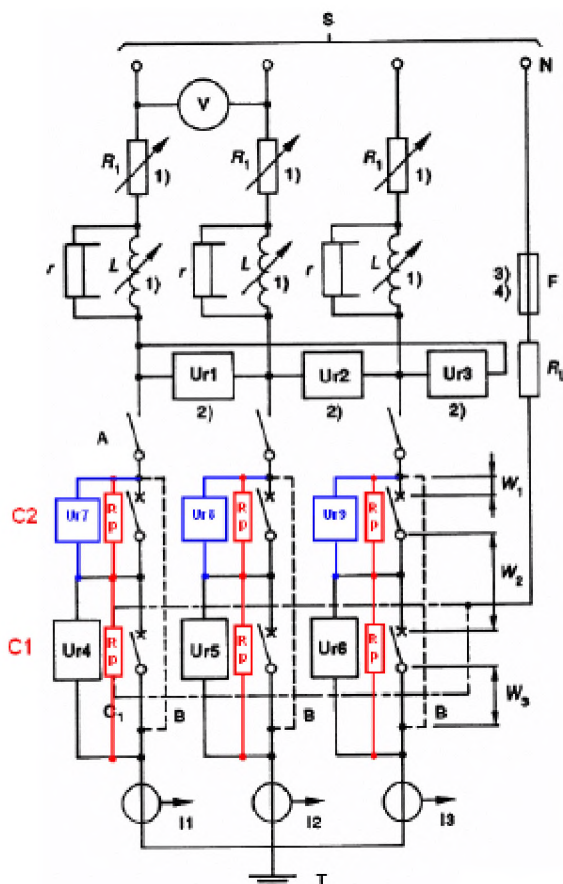 S
N
V
R₁ 1) R₁ 1) R₁ 1)
r L 1) r L 1) r L 1)
3) 4) F
Ur1 Ur2 Ur3
2) 2) 2)
A
W₁
C2 Ur7 Rp Ur8 Rp Ur9 Rp
W₂
C1 Ur4 Rp Ur5 Rp Ur6 Rp
C₁ B B B W₃
I1 I2 I3
T